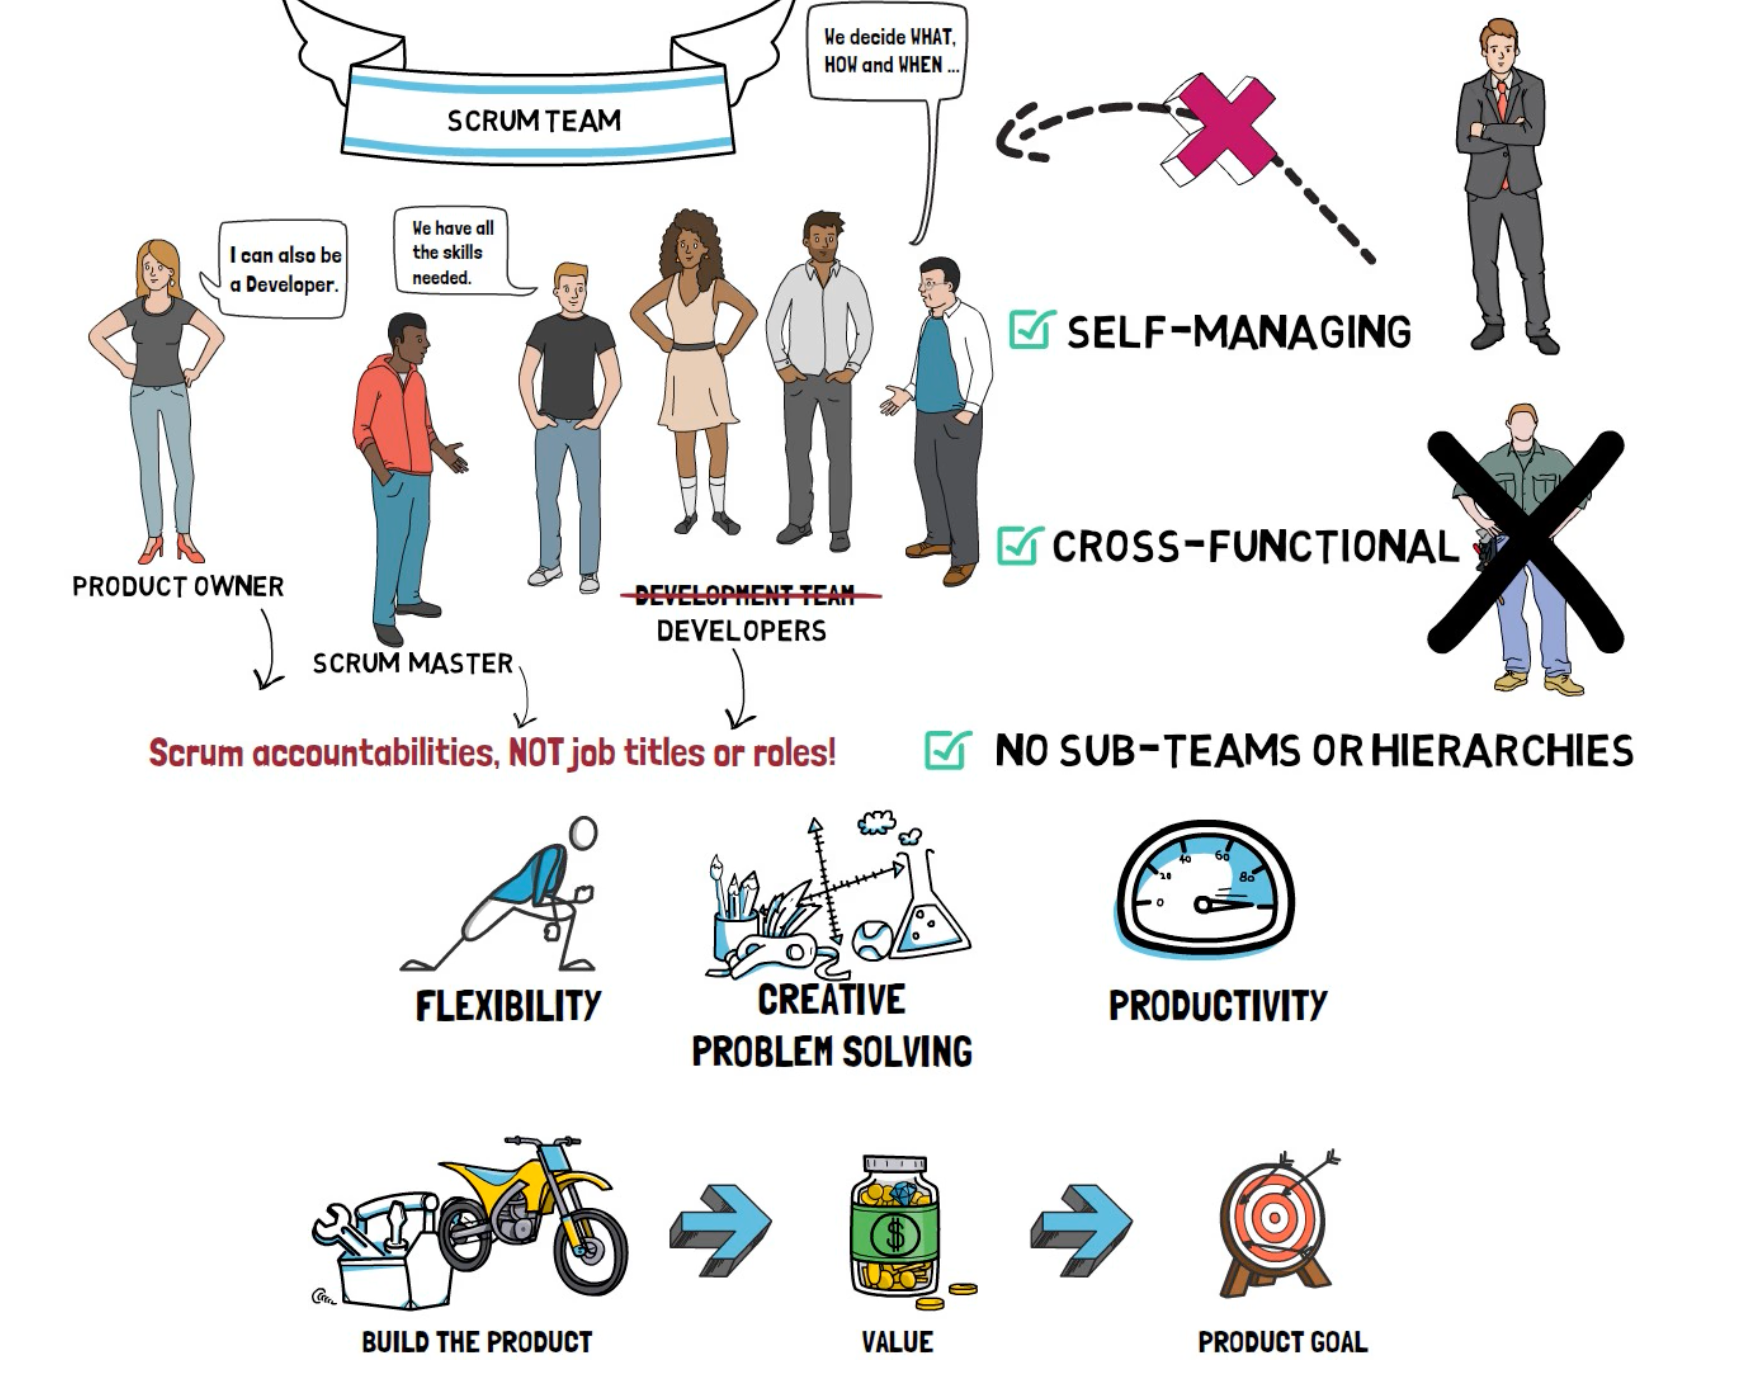 We decide WHAT,
HOW and WHEN ...
SCRUM TEAM
I can also be
a Developer.
We have all
the skills
needed.
SELF-MANAGING
CROSS-FUNCTIONAL
PRODUCT OWNER
DEVELOPMENT TEAM
DEVELOPERS
SCRUM MASTER
Scrum accountabilities, NOT job titles or roles!
NO SUB-TEAMS OR HIERARCHIES
0
20
40
60
80
FLEXIBILITY
CREATIVE
PROBLEM SOLVING
PRODUCTIVITY
$
BUILD THE PRODUCT
VALUE
PRODUCT GOAL